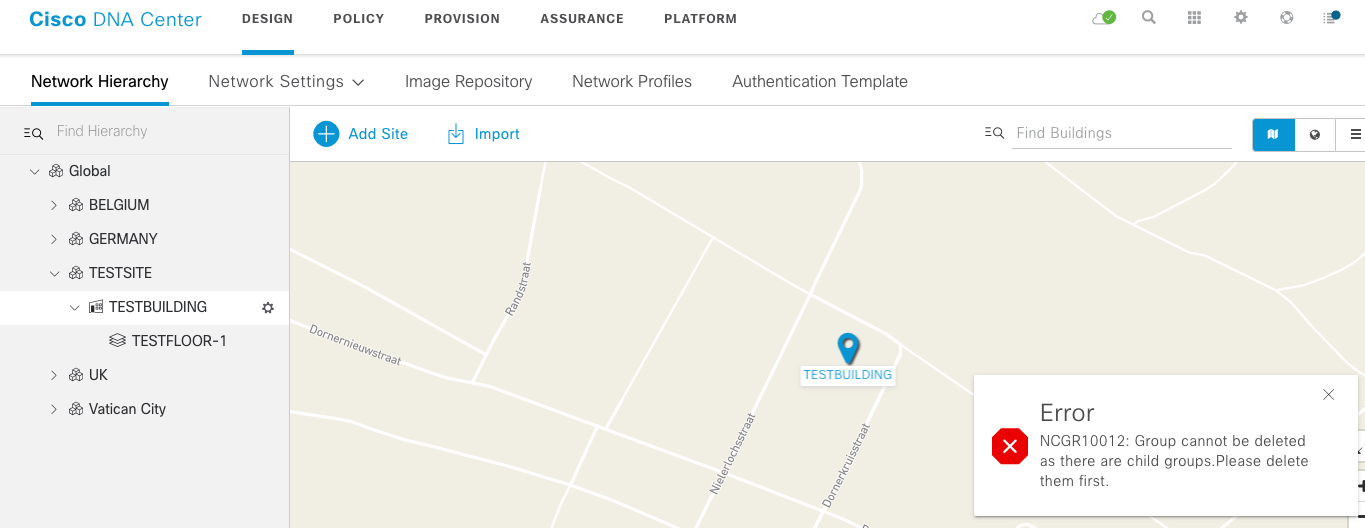 Cisco DNA Center
DESIGN POLICY PROVISION ASSURANCE PLATFORM
Network Hierarchy Network Settings Image Repository Network Profiles Authentication Template
Find Hierarchy
Add Site Import Find Buildings
Global
BELGIUM
GERMANY
TESTSITE
TESTBUILDING
TESTFLOOR-1
UK
Vatican City
Randstraat
Dornernieuwstraat
TESTBUILDING
Nielerlochsstraat
Dornerkruisstraat
Error
NCGR10012: Group cannot be deleted
as there are child groups.Please delete
them first.